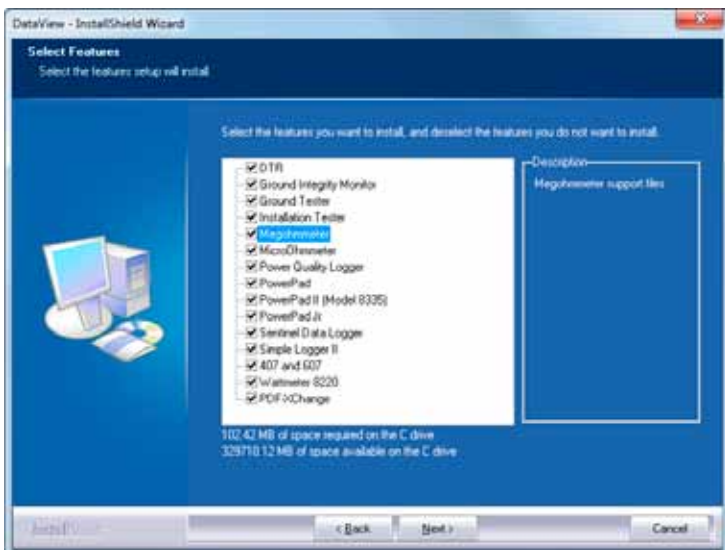 DataView - InstallShield Wizard
Select Features
Select the features setup will install.
Select the features you want to install, and deselect the features you do not want to install.
DTR
Ground Integrity Monitor
Ground Tester
Installation Tester
Megohmmeter
MicroOhmmeter
Power Quality Logger
PowerPad
PowerPad II (Model 8335)
PowerPad Jr
Sentinel Data Logger
Simple Logger II
407 and 607
Wattmeter 8220
PDF-XChange
Description
Megohmmeter support files
102.42 MB of space required on the C drive
329710.12 MB of space available on the C drive
InstallShield
< Back
Next >
Cancel